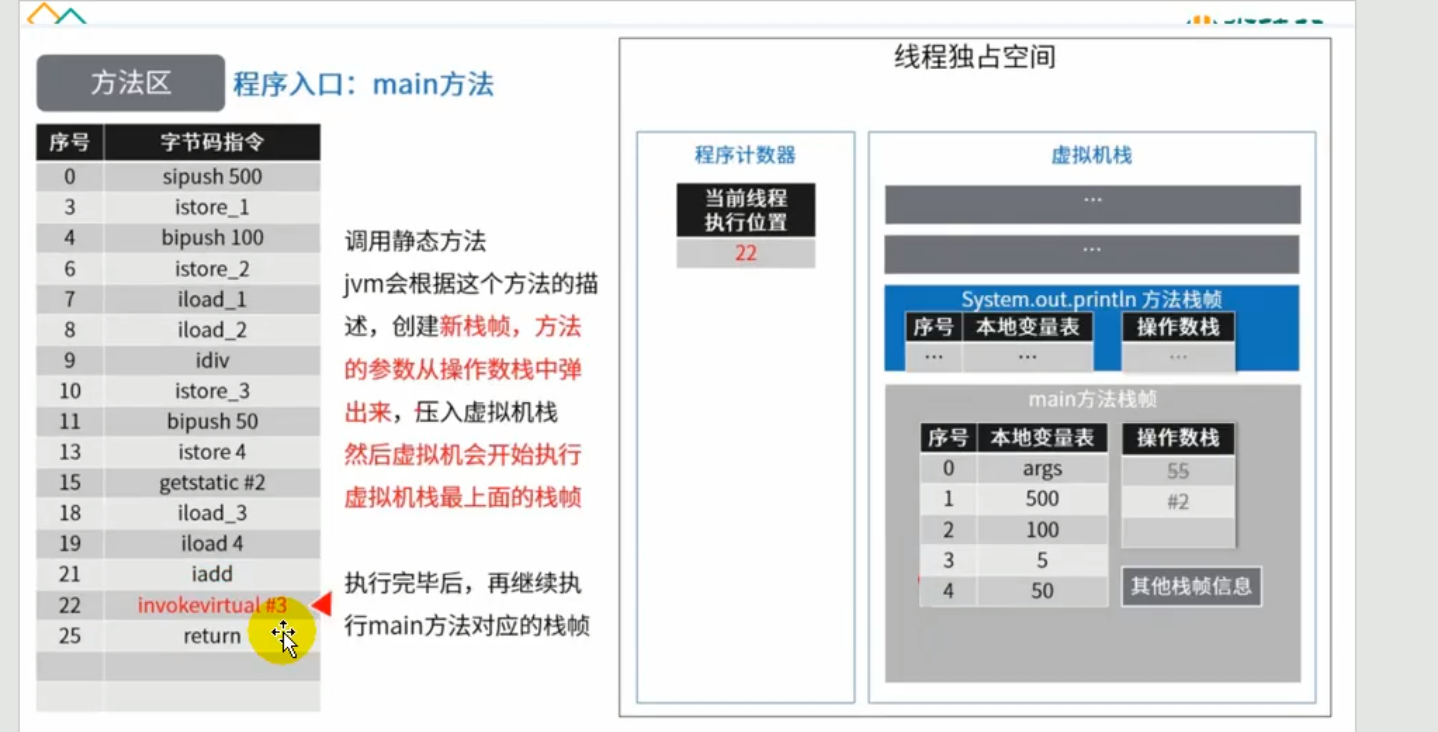 方法区 程序入口：main方法
序号 字节码指令
0 sipush 500
3 istore_1
4 bipush 100
6 istore_2
7 iload_1
8 iload_2
9 idiv
10 istore_3
11 bipush 50
13 istore 4
15 getstatic #2
18 iload_3
19 iload 4
21 iadd
22 invokevirtual #3
25 return
调用静态方法
jvm会根据这个方法的描
述，创建新栈帧，方法
的参数从操作数栈中弹
出来，压入虚拟机栈
然后虚拟机会开始执行
虚拟机栈最上面的栈帧
执行完毕后，再继续执
行main方法对应的栈帧
线程独占空间
程序计数器
当前线程
执行位置
22
虚拟机栈
...
...
System.out.println 方法栈帧
序号 本地变量表 操作数栈
... ... ...
main方法栈帧
序号 本地变量表 操作数栈
0 args 55
1 500 #2
2 100
3 5
4 50
其他栈帧信息